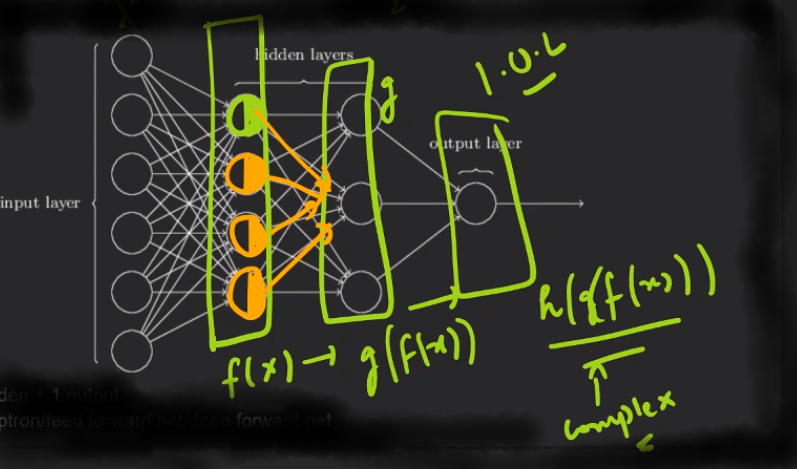 hidden layers
g
1.0.L
output layer
input layer
f(x) → g(f(x))
h(g(f(x)))
complex
den + 1 output
ptron/feed forward net/deep forward net